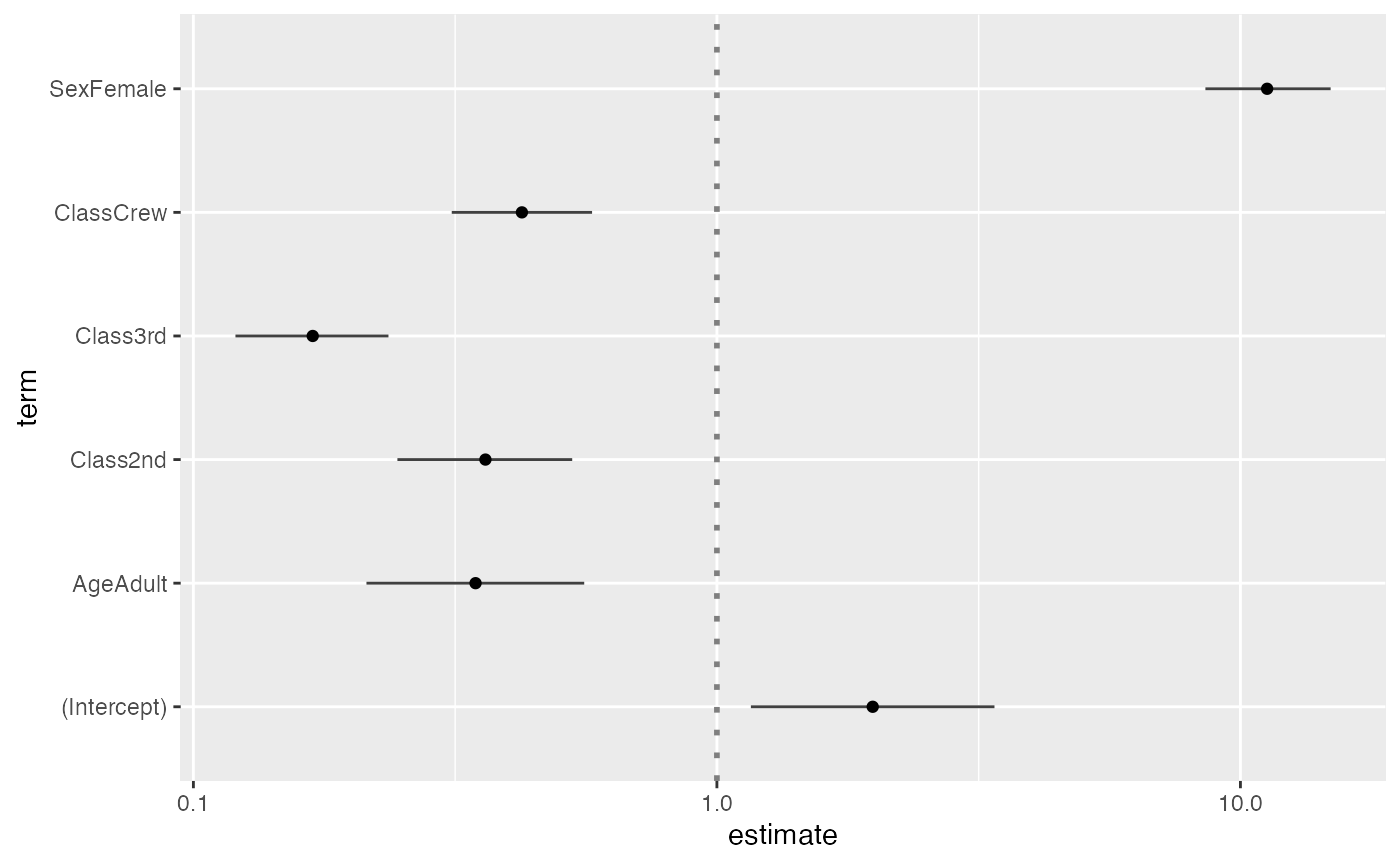 SexFemale
ClassCrew
Class3rd
Class2nd
AgeAdult
(Intercept)
term
0.1 1.0 10.0
estimate